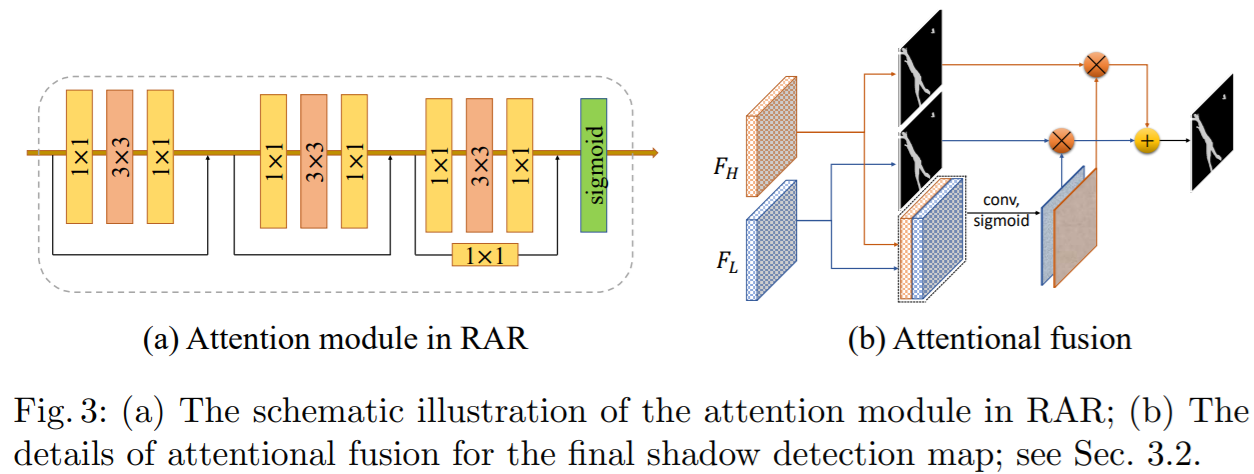 1×1
3×3
1×1
1×1
3×3
1×1
1×1
3×3
1×1
sigmoid
1×1
(a) Attention module in RAR
F_H
F_L
conv,
sigmoid
×
×
+
(b) Attentional fusion
Fig. 3: (a) The schematic illustration of the attention module in RAR; (b) The
details of attentional fusion for the final shadow detection map; see Sec. 3.2.